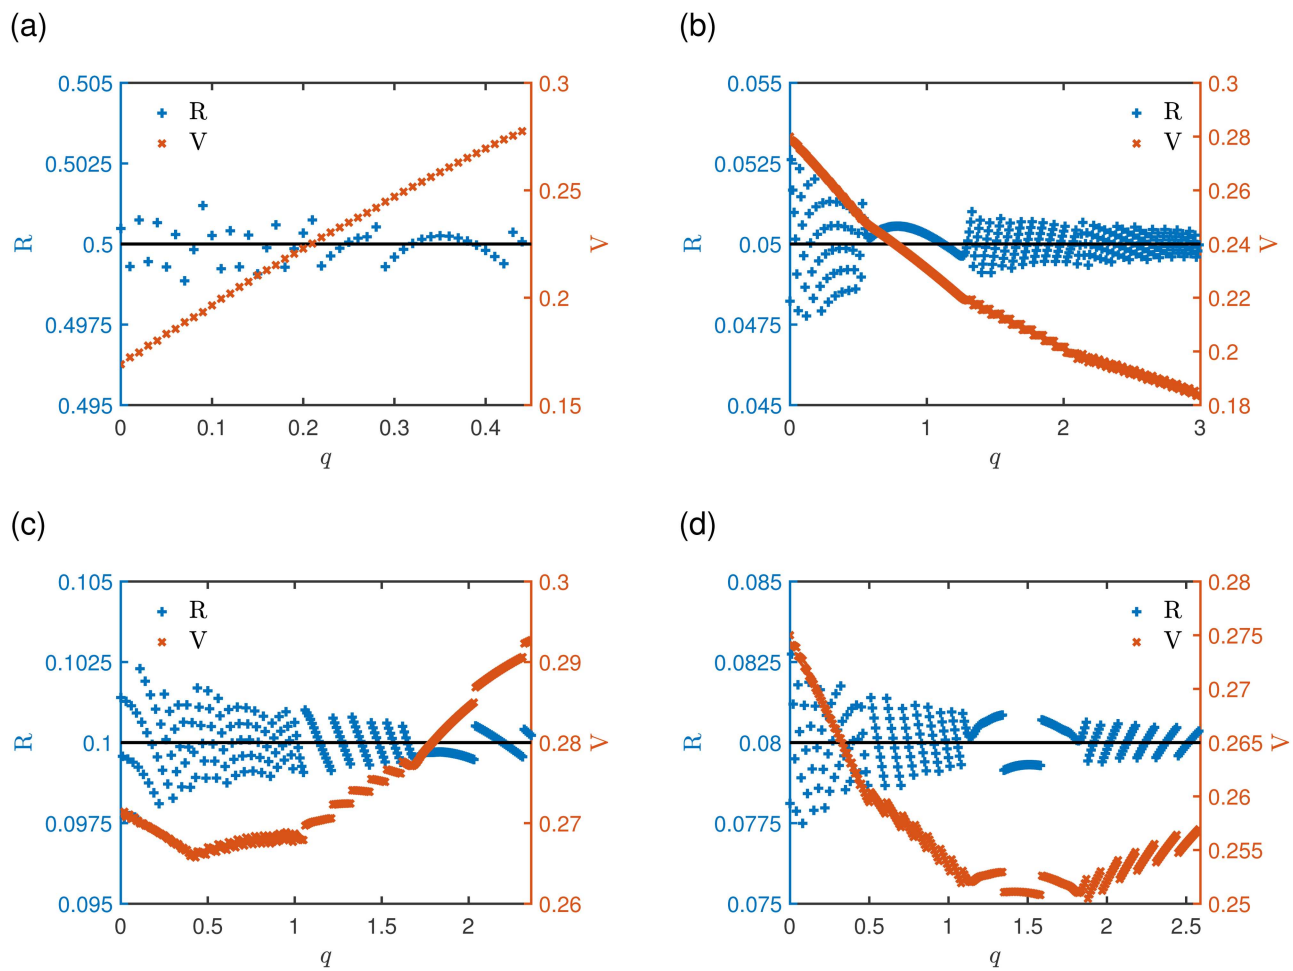 (a)
(b)
0.505
0.3
0.055
0.3
R
R
V
V
0.28
0.5025
0.25
0.0525
0.26
R
0.5
V
R
0.05
0.24
V
0.2
0.22
0.4975
0.0475
0.2
0.495
0.15
0.045
0.18
0
0.1
0.2
0.3
0.4
0
1
2
3
q
q
(c)
(d)
0.105
0.3
0.085
0.28
R
R
V
V
0.275
0.1025
0.29
0.0825
0.27
R
0.1
0.28
V
R
0.08
0.265
V
0.26
0.0975
0.27
0.0775
0.255
0.095
0.26
0.075
0.25
0
0.5
1
1.5
2
0
0.5
1
1.5
2
2.5
q
q